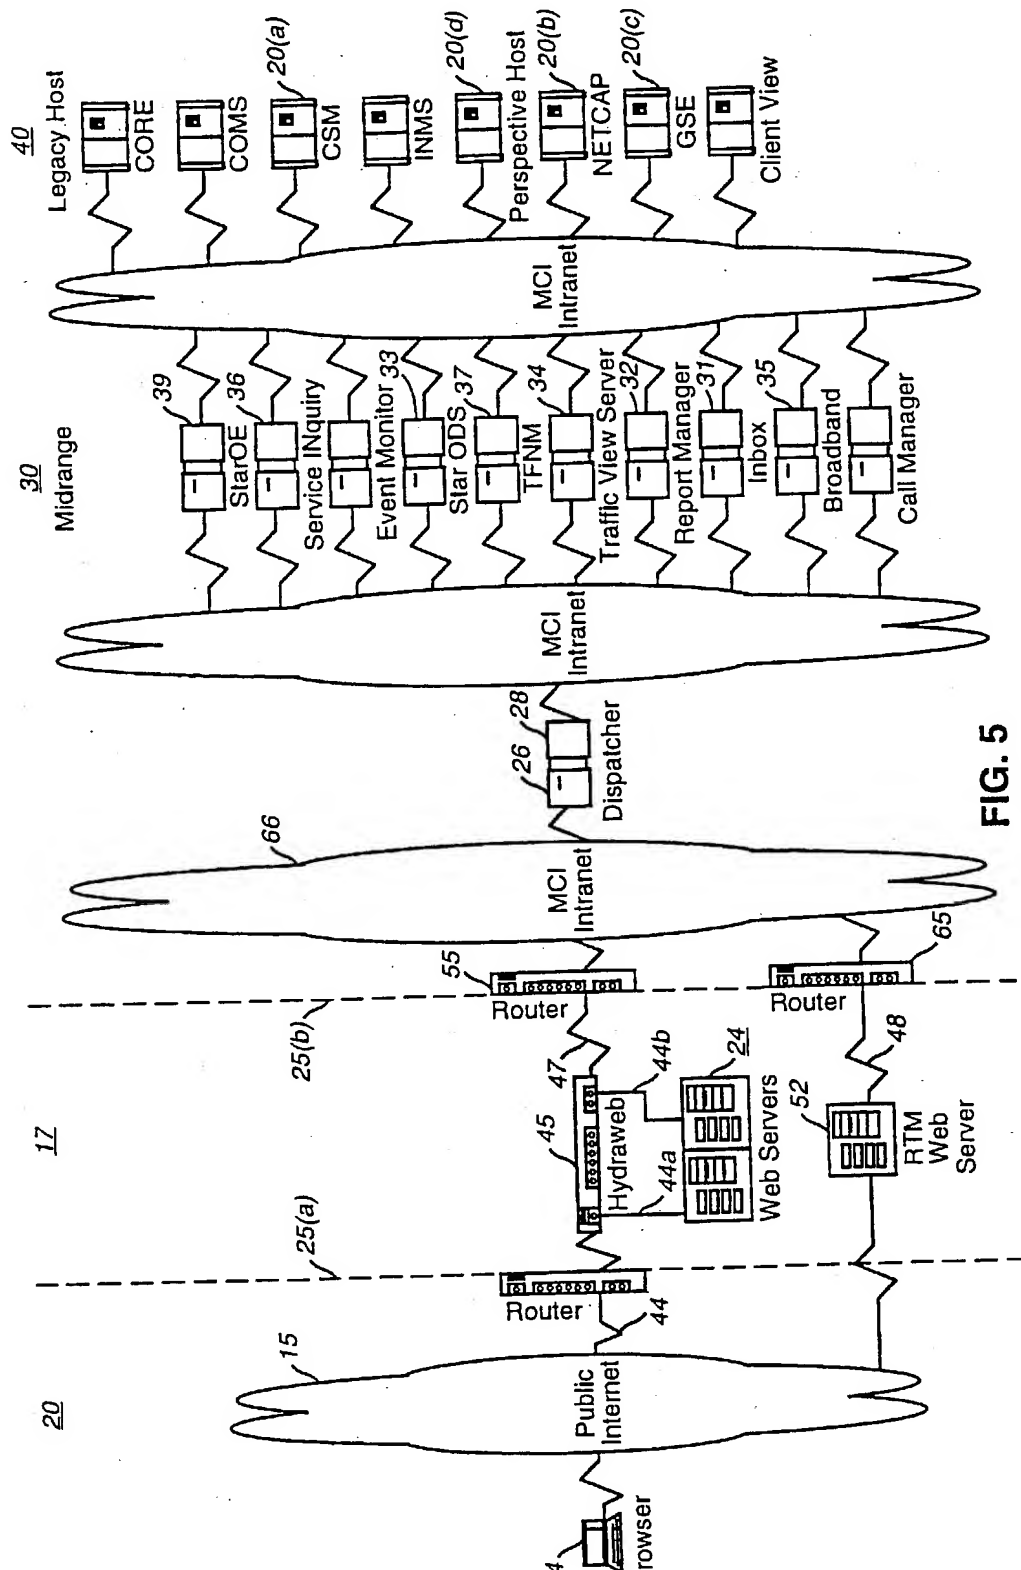 20
17
30
Midrange
40
Legacy Host
15
25(a)
25(b)
66
4
rowser
Public
Internet
44
Router
45
Hydraweb
44a
44b
24
Web Servers
47
55
Router
52
RTM
Web
Server
48
65
Router
MCI
Intranet
26
28
Dispatcher
MCI
Intranet
39
StarOE
36
Service INquiry
Event Monitor
33
Star ODS
37
TFNM
34
Traffic View Server
32
Report Manager
31
Inbox
35
Broadband
Call Manager
MCI
Intranet
CORE
COMS
20(a)
CSM
INMS
20(d)
Perspective Host
20(b)
NETCAP
20(c)
GSE
Client View
FIG. 5